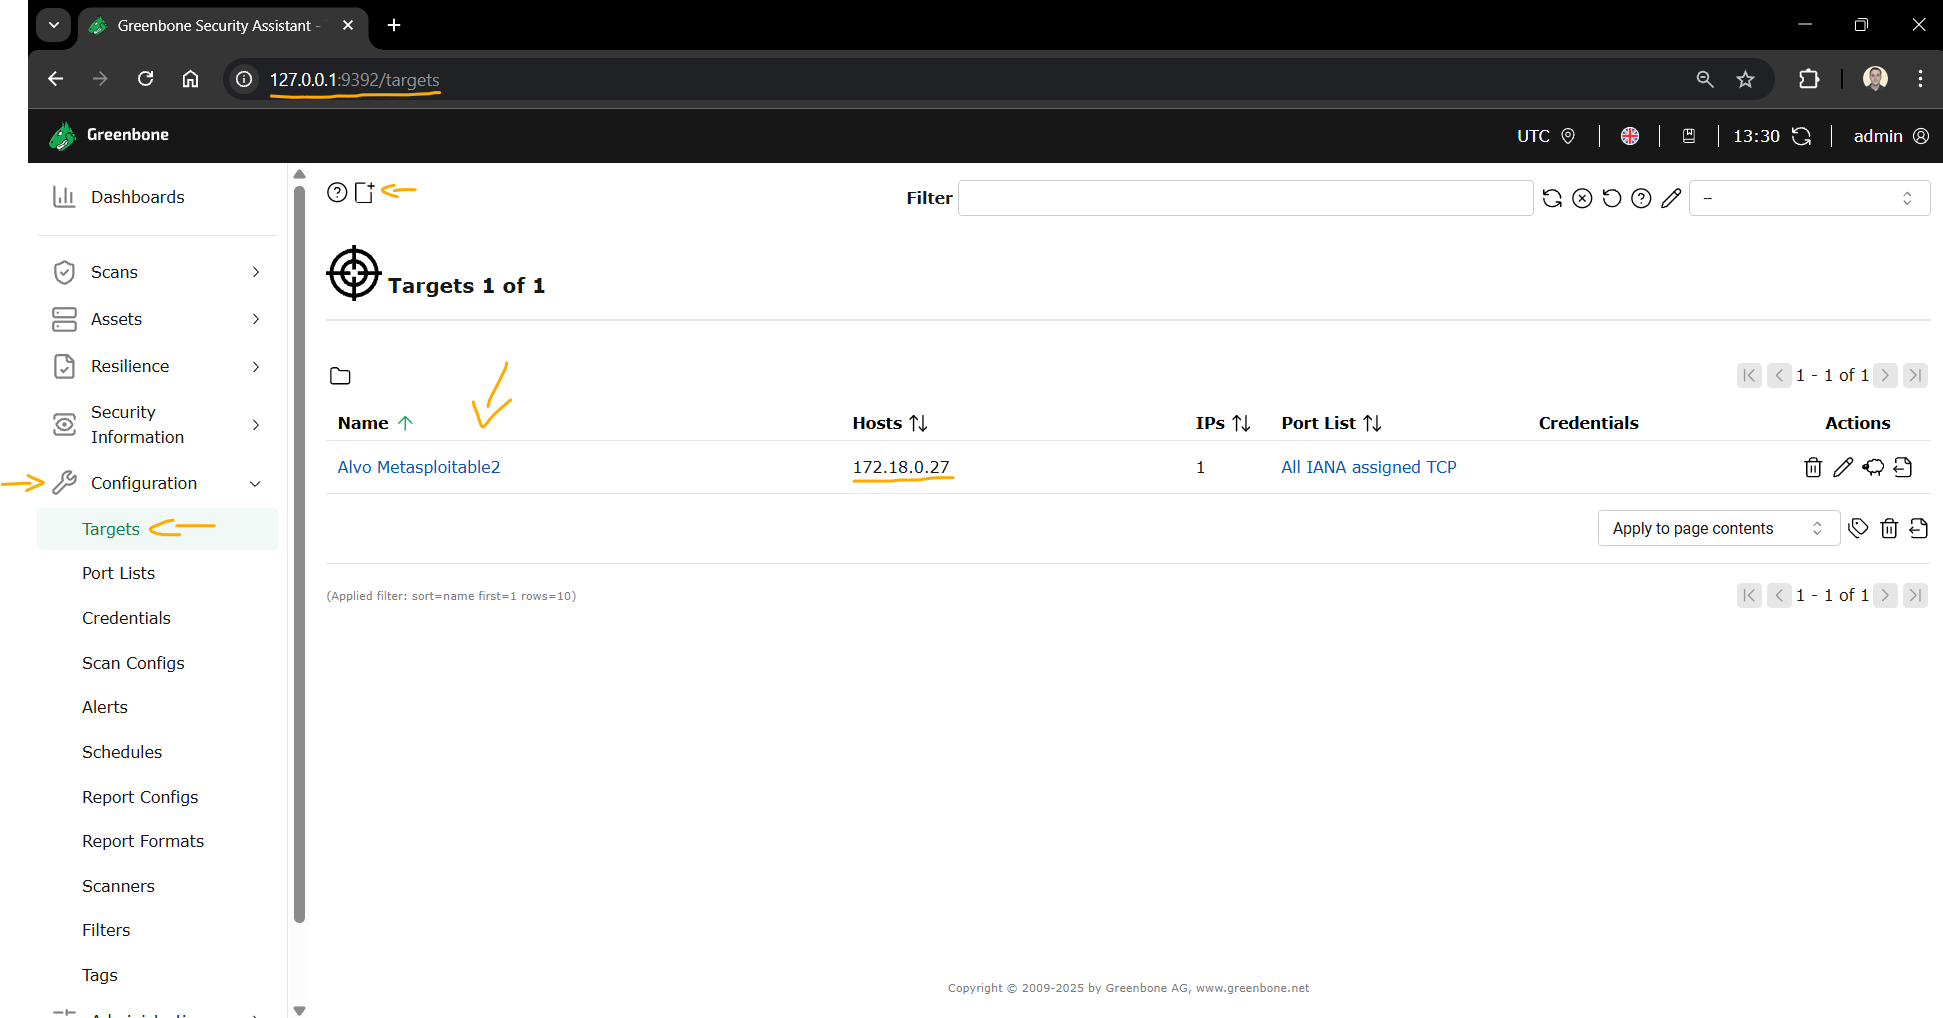 Greenbone Security Assistant -
127.0.0.1:9392/targets
Greenbone
UTC
13:30
admin
Dashboards
Scans
Assets
Resilience
Security
Information
Configuration
Targets
Port Lists
Credentials
Scan Configs
Alerts
Schedules
Report Configs
Report Formats
Scanners
Filters
Tags
Filter
--
Targets 1 of 1
1 - 1 of 1
Name Hosts IPs Port List Credentials Actions
Alvo Metasploitable2 172.18.0.27 1 All IANA assigned TCP
Apply to page contents
(Applied filter: sort=name first=1 rows=10)
1 - 1 of 1
Copyright © 2009-2025 by Greenbone AG, www.greenbone.net